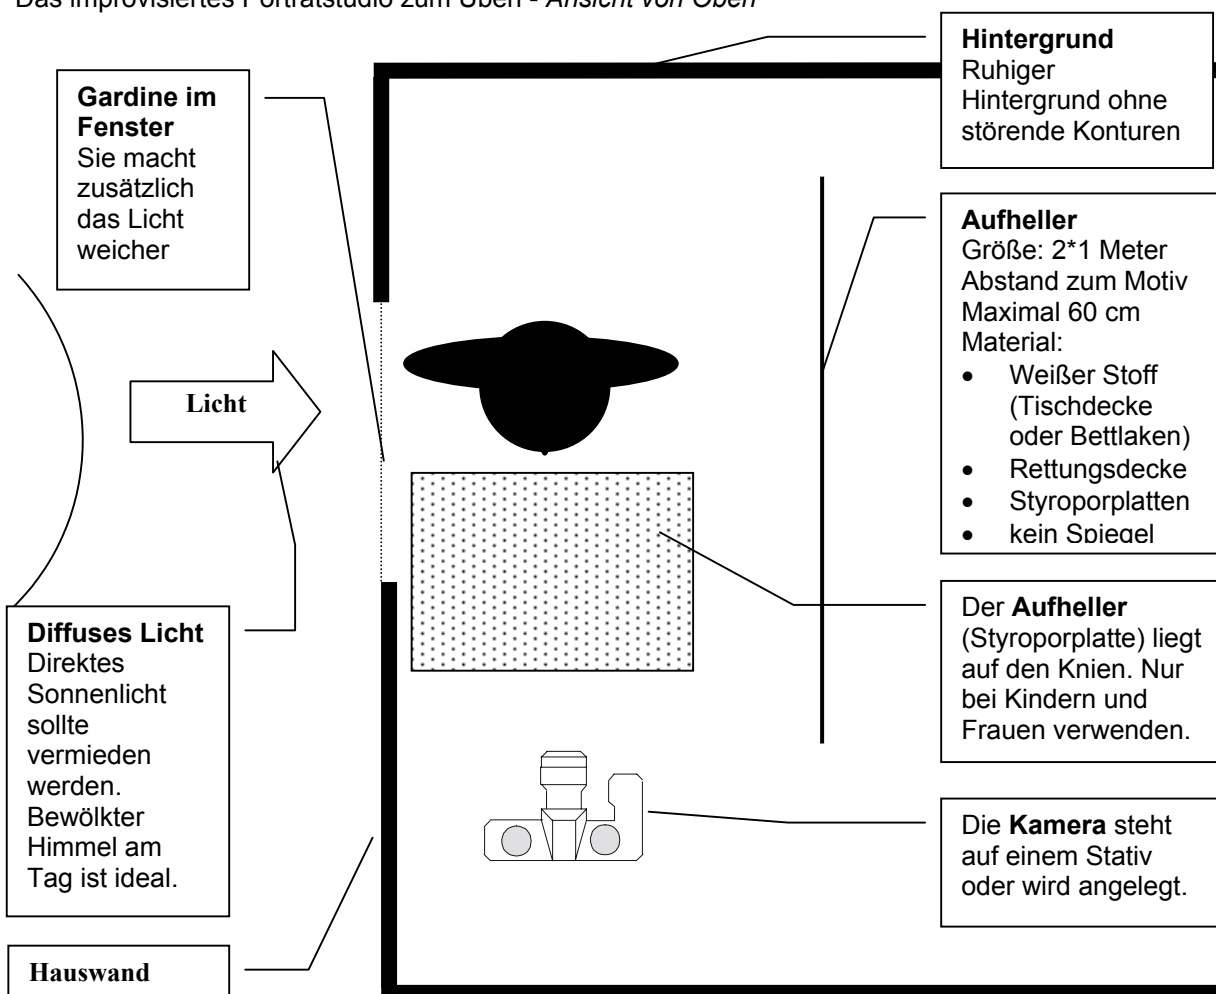 Das improvisiertes Porträtstudio zum Üben - Ansicht von Oben
Gardine im
Fenster
Sie macht
zusätzlich
das Licht
weicher
Licht
Diffuses Licht
Direktes
Sonnenlicht
sollte
vermieden
werden.
Bewölkter
Himmel am
Tag ist ideal.
Hauswand
Hintergrund
Ruhiger
Hintergrund ohne
störende Konturen
Aufheller
Größe: 2*1 Meter
Abstand zum Motiv
Maximal 60 cm
Material:
• Weißer Stoff
(Tischdecke
oder Bettlaken)
• Rettungsdecke
• Styroporplatten
• kein Spiegel
Der Aufheller
(Styroporplatte) liegt
auf den Knien. Nur
bei Kindern und
Frauen verwenden.
Die Kamera steht
auf einem Stativ
oder wird angelegt.